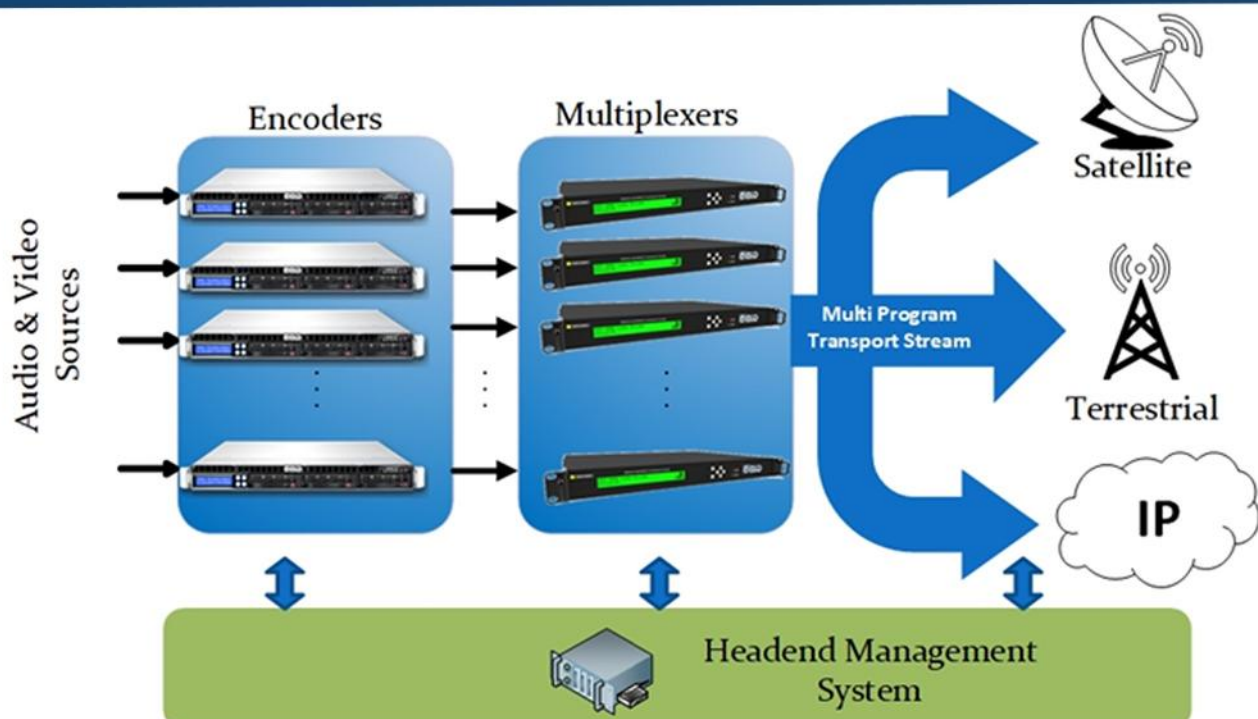 Encoders
Multiplexers
Audio & Video
Sources
Multi Program
Transport Stream
Satellite
Terrestrial
IP
Headend Management
System